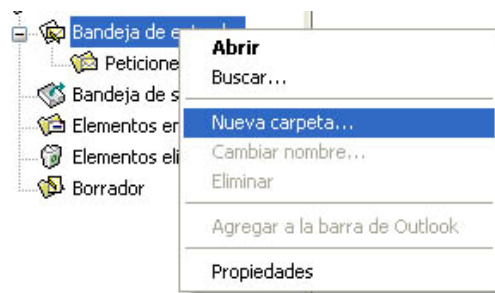 Bandeja de
Peticione
Bandeja de s
Elementos er
Elementos eli
Borrador
Abrir
Buscar...
Nueva carpeta...
Cambiar nombre...
Eliminar
Agregar a la barra de Outlook
Propiedades